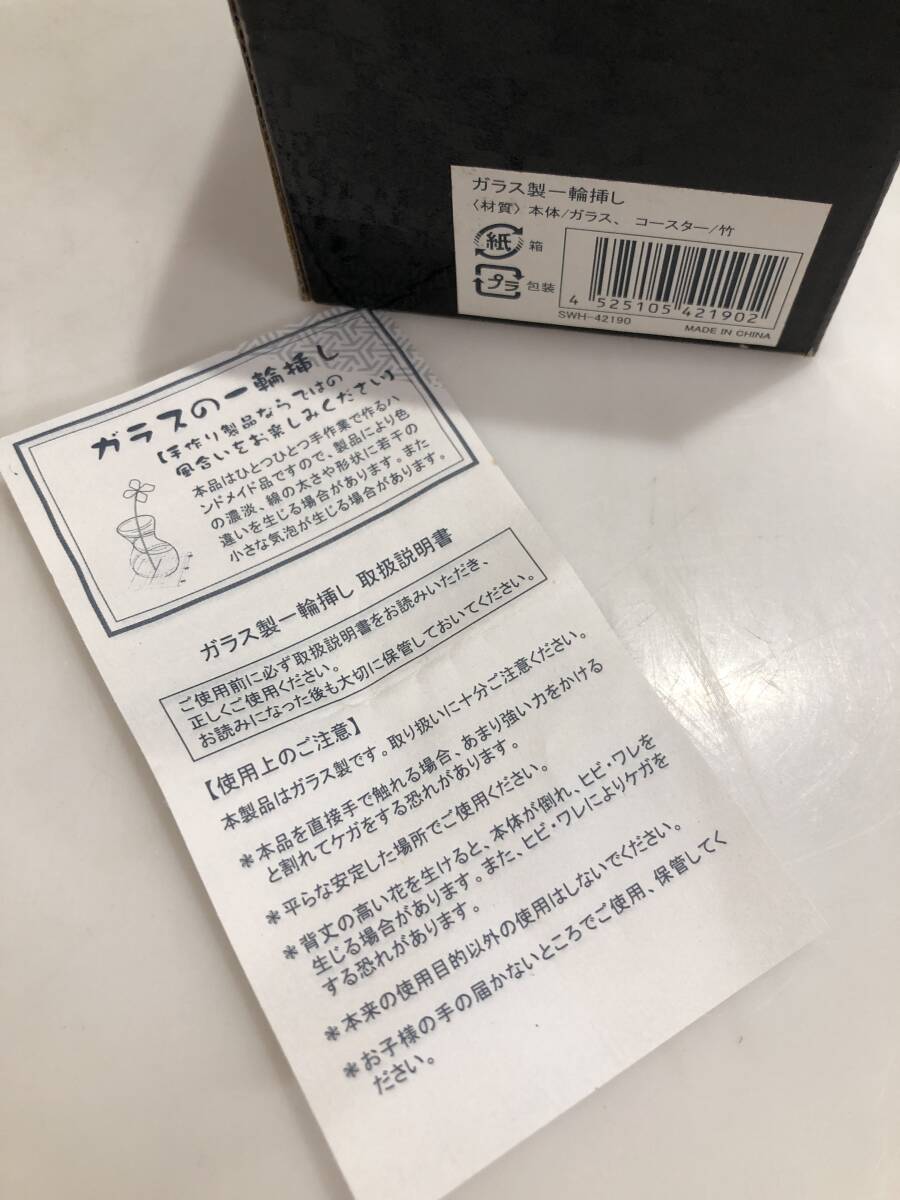 ガラス製一輪挿し
〈材質〉本体/ガラス、コースター/竹
紙 箱
プラ 包装
4 525105 421902
SWH-42190 MADE IN CHINA
ガラスの一輪挿し
【手作り製品ならではの
風合いをお楽しみください】
本品はひとつひとつ手作業で作るハ
ンドメイド品ですので、製品により色
の濃淡、線の太さや形状に若干の
違いを生じる場合があります。また
小さな気泡が生じる場合があります。
ガラス製一輪挿し 取扱説明書
ご使用前に必ず取扱説明書をお読みいただき、
正しくご使用ください。
お読みになった後も大切に保管しておいてください。
【使用上のご注意】
本製品はガラス製です。取り扱いに十分ご注意ください。
＊本品を直接手で触れる場合、あまり強い力をかける
と割れてケガをする恐れがあります。
＊平らな安定した場所でご使用ください。
＊背丈の高い花を生けると、本体が倒れ、ヒビ・ワレを
生じる場合があります。また、ヒビ・ワレによりケガを
する恐れがあります。
＊本来の使用目的以外の使用はしないでください。
＊お子様の手の届かないところでご使用、保管してく
ださい。